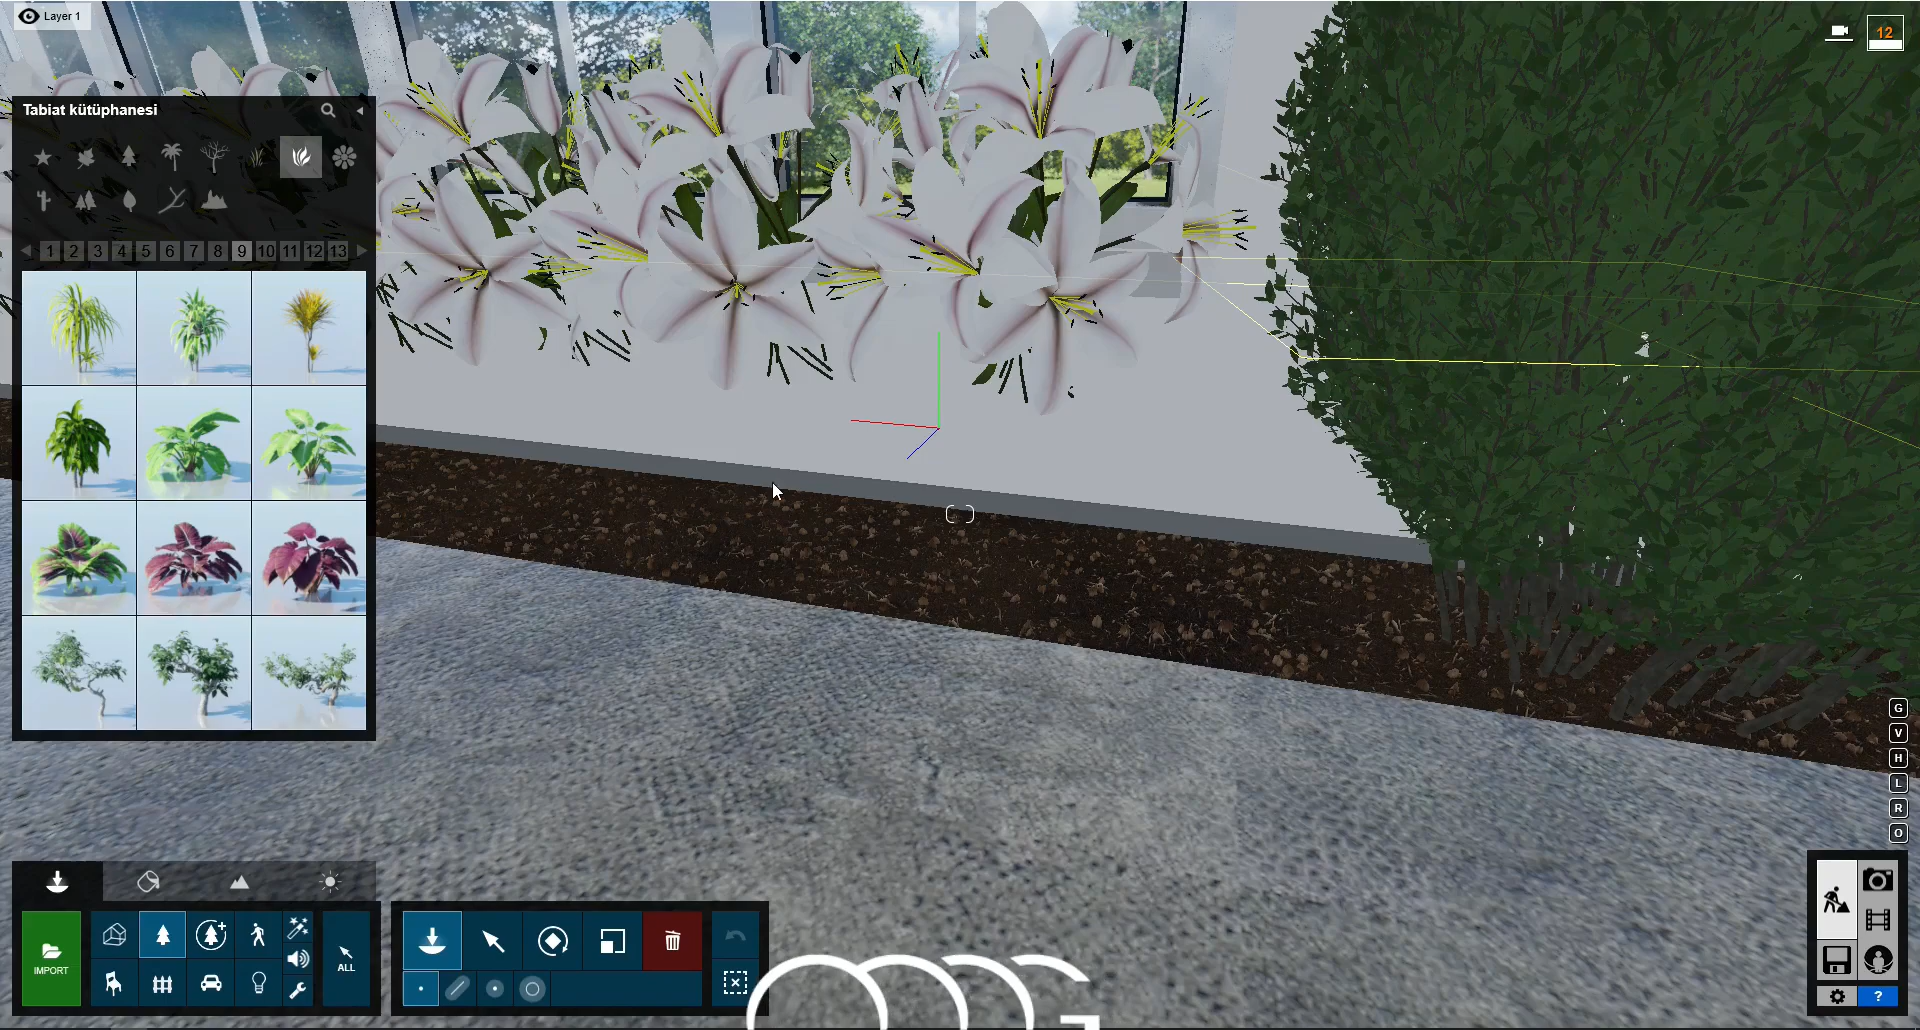 Layer 1
12
Tabiat kütüphanesi
1 2 3 4 5 6 7 8 9 10 11 12 13
G
V
H
L
R
O
IMPORT
ALL
?